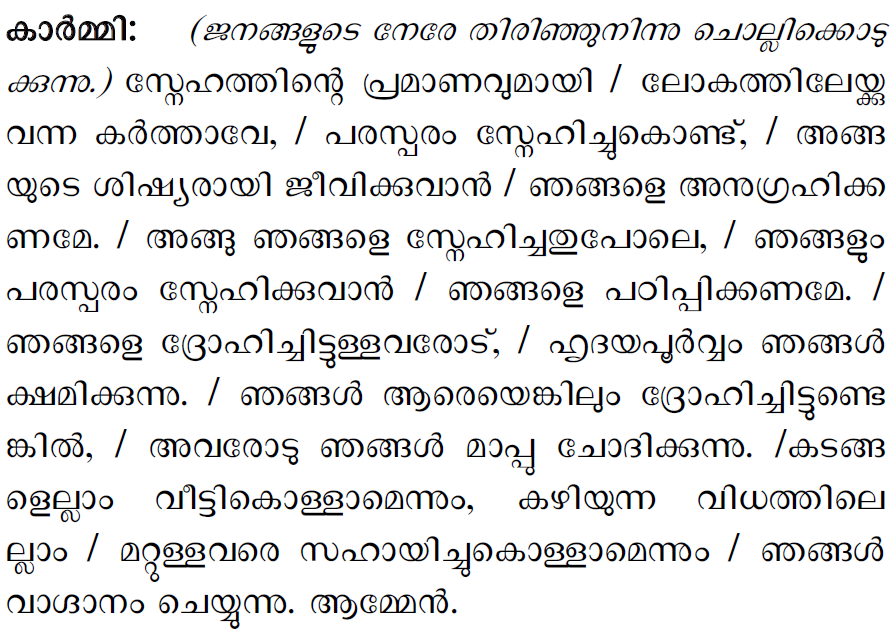 കാർമ്മി: (ജനങ്ങളുടെ നേരേ തിരിഞ്ഞുനിന്നു ചൊല്ലിക്കൊടു
ക്കുന്നു.) സ്നേഹത്തിന്റെ പ്രമാണവുമായി / ലോകത്തിലേയ്ക്കു
വന്ന കർത്താവേ, / പരസ്പരം സ്നേഹിച്ചുകൊണ്ട്, / അങ്ങ
യുടെ ശിഷ്യരായി ജീവിക്കുവാൻ / ഞങ്ങളെ അനുഗ്രഹിക്ക
ണമേ. / അങ്ങു ഞങ്ങളെ സ്നേഹിച്ചതുപോലെ, / ഞങ്ങളും
പരസ്പരം സ്നേഹിക്കുവാൻ / ഞങ്ങളെ പഠിപ്പിക്കണമേ. /
ഞങ്ങളെ ദ്രോഹിച്ചിട്ടുള്ളവരോട്, / ഹൃദയപൂർവ്വം ഞങ്ങൾ
ക്ഷമിക്കുന്നു. / ഞങ്ങൾ ആരെയെങ്കിലും ദ്രോഹിച്ചിട്ടുണ്ടെ
ങ്കിൽ, / അവരോടു ഞങ്ങൾ മാപ്പു ചോദിക്കുന്നു. /കടങ്ങ
ളെല്ലാം വീട്ടികൊള്ളാമെന്നും, കഴിയുന്ന വിധത്തിലെ
ല്ലാം / മറ്റുള്ളവരെ സഹായിച്ചുകൊള്ളാമെന്നും / ഞങ്ങൾ
വാഗ്ദാനം ചെയ്യുന്നു. ആമ്മേൻ.